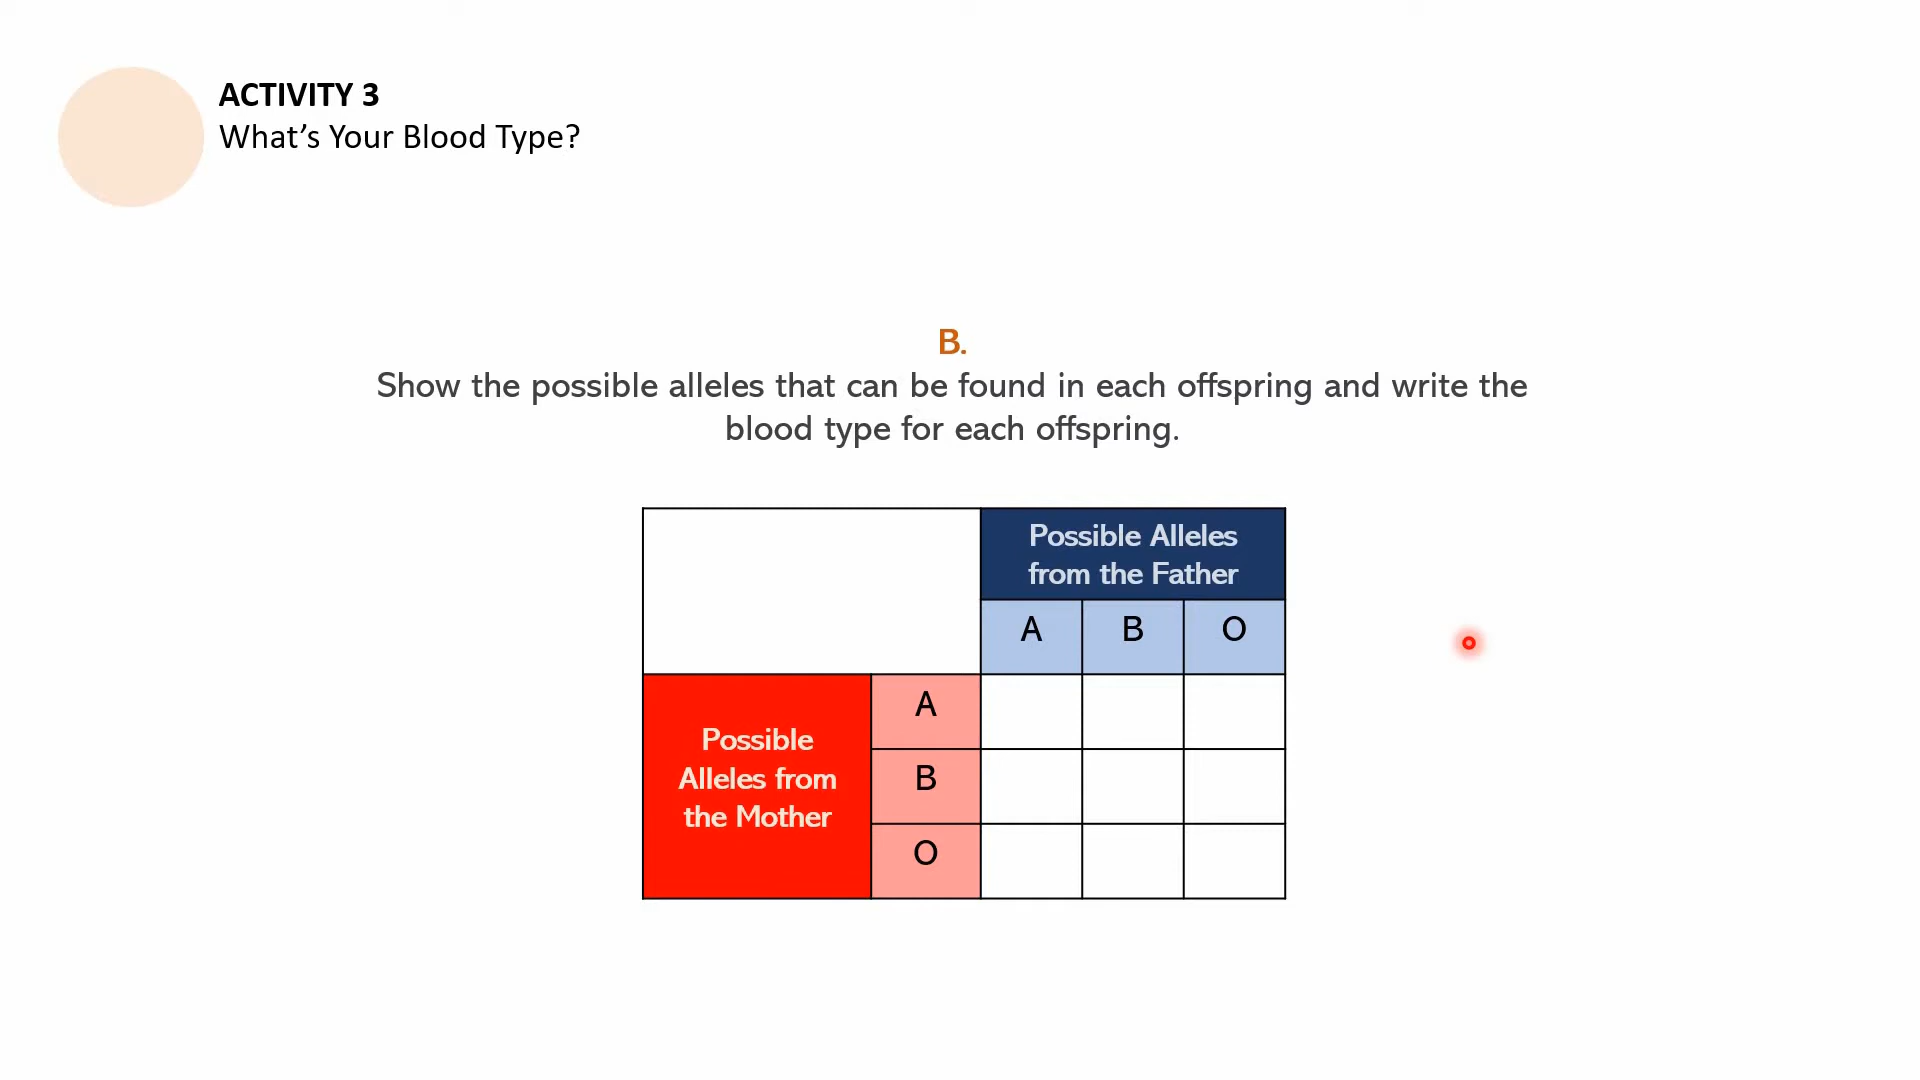 ACTIVITY 3
What’s Your Blood Type?
B.
Show the possible alleles that can be found in each offspring and write the
blood type for each offspring.
Possible Alleles
from the Father
A B O
Possible
Alleles from
the Mother
A
B
O